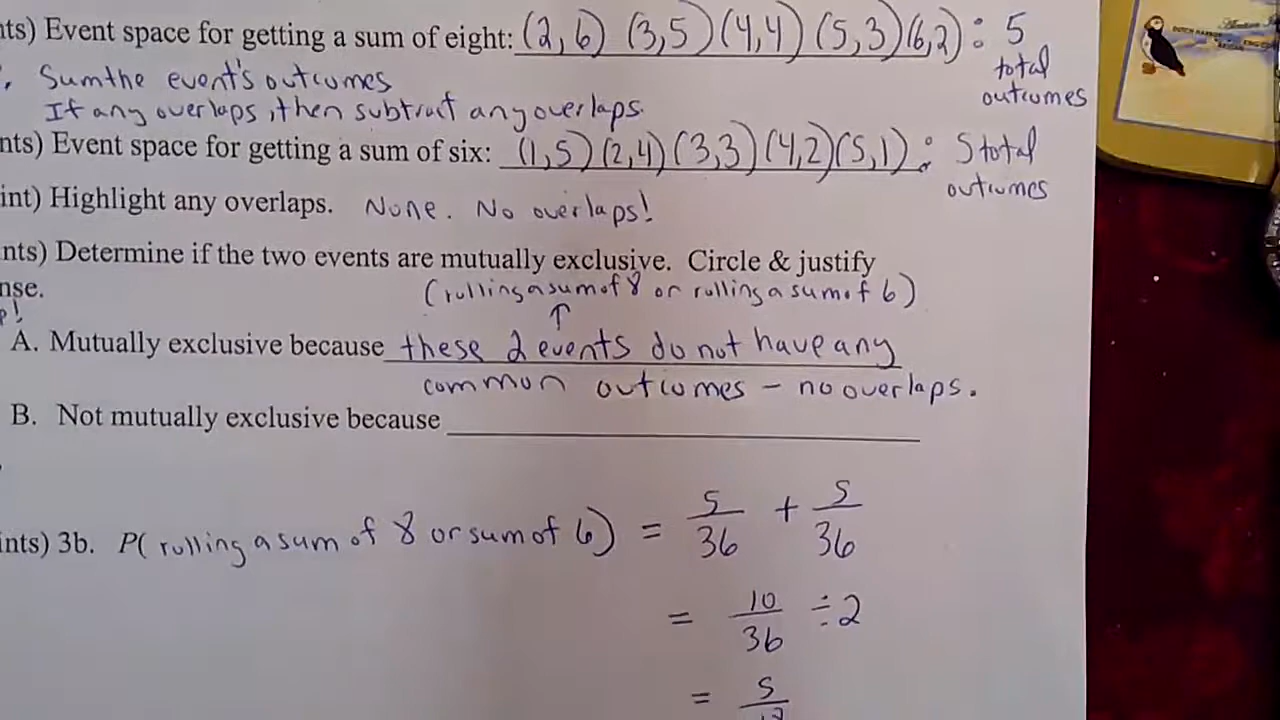 nts) Event space for getting a sum of eight: (2,6) (3,5) (4,4) (5,3) (6,2) : 5
total
outcomes
Sum the event's outcomes
If any overlaps, then subtract any overlaps.
nts) Event space for getting a sum of six: (1,5) (2,4) (3,3) (4,2) (5,1) : 5 total
outcomes
int) Highlight any overlaps. None. No overlaps!
nts) Determine if the two events are mutually exclusive. Circle & justify
nse. (rolling a sum of 8 or rolling a sum of 6)
p! ↑
A. Mutually exclusive because these 2 events do not have any
common outcomes – no overlaps.
B. Not mutually exclusive because
ints) 3b. P( rolling a sum of 8 or sum of 6) = 5/36 + 5/36
= 10/36 ÷2
= 5
DUTCH HARBOR